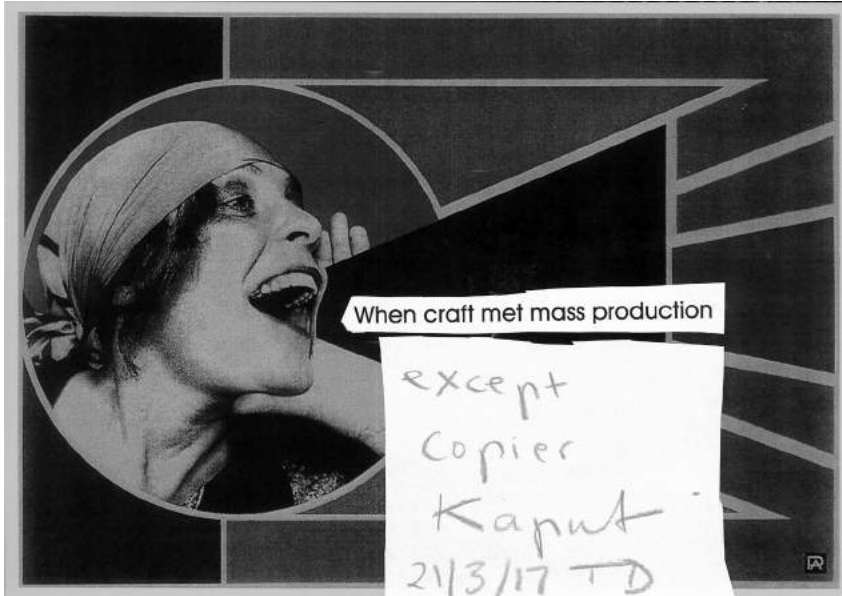 When craft met mass production
except
copier
Kaput
21/3/17 TD